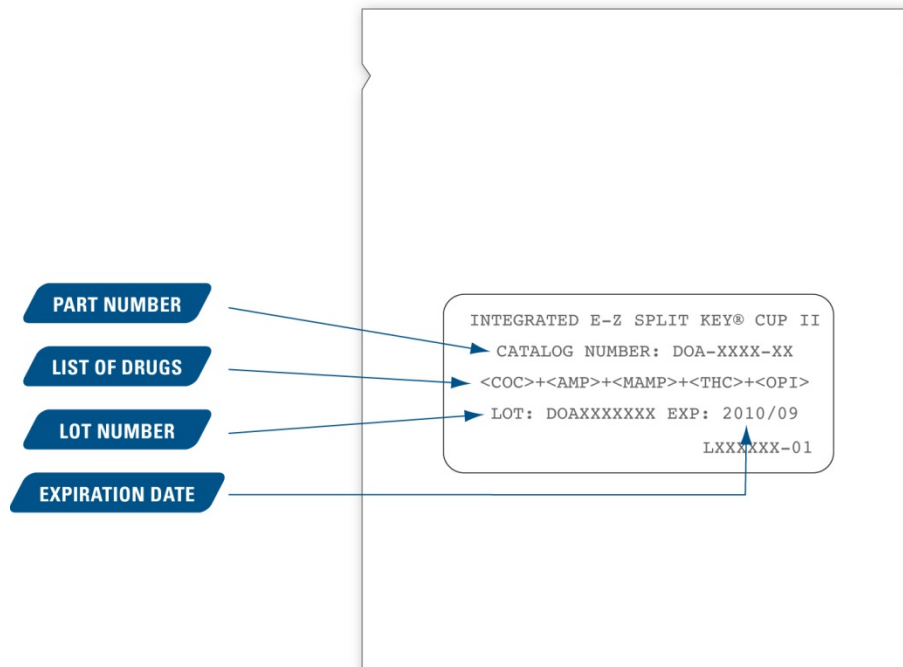 INTEGRATED E-Z SPLIT KEY® CUP II
PART NUMBER
CATALOG NUMBER: DOA-XXXX-XX
LIST OF DRUGS
<COC>+<AMP>+<MAMP>+<THC>+<OPI>
LOT NUMBER
LOT: DOAXXXXXXX EXP: 2010/09
LXXXXXX-01
EXPIRATION DATE